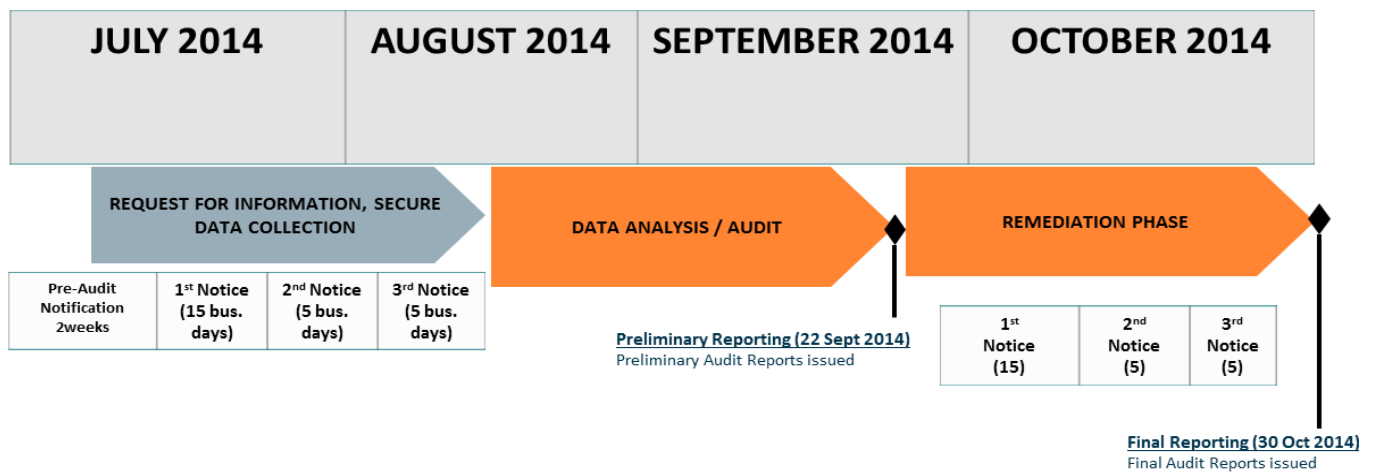 JULY 2014
AUGUST 2014
SEPTEMBER 2014
OCTOBER 2014
REQUEST FOR INFORMATION, SECURE
DATA COLLECTION
DATA ANALYSIS / AUDIT
REMEDIATION PHASE
Pre-Audit
Notification
2weeks
1st Notice
(15 bus.
days)
2nd Notice
(5 bus.
days)
3rd Notice
(5 bus.
days)
Preliminary Reporting (22 Sept 2014)
Preliminary Audit Reports issued
1st
Notice
(15)
2nd
Notice
(5)
3rd
Notice
(5)
Final Reporting (30 Oct 2014)
Final Audit Reports issued